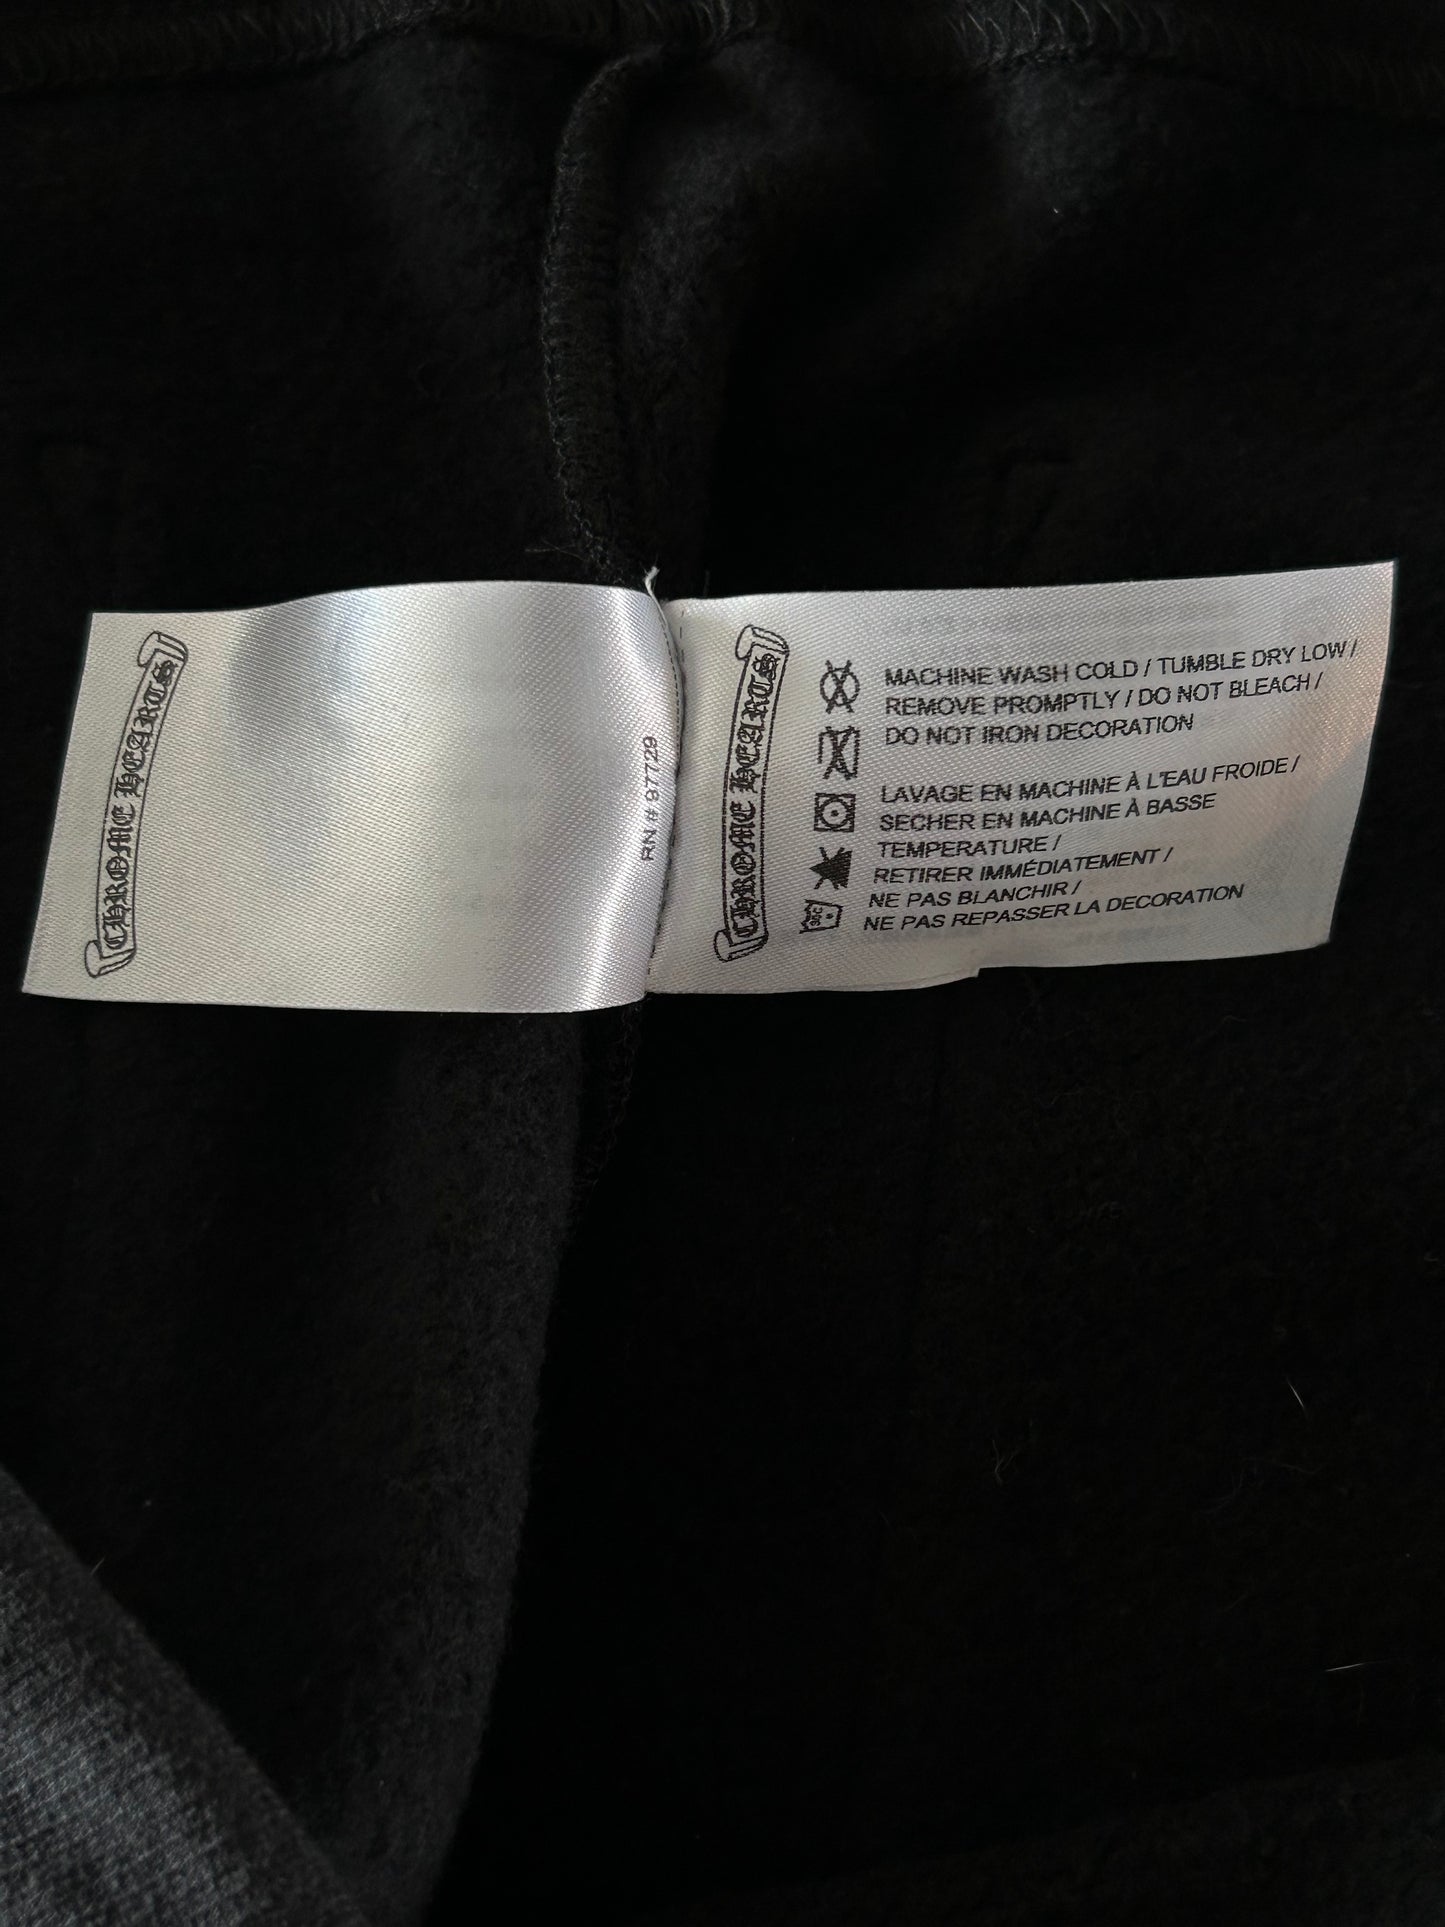 CHROME HEARTS
RN # 97729
CHROME HEARTS
MACHINE WASH COLD / TUMBLE DRY LOW /
REMOVE PROMPTLY / DO NOT BLEACH /
DO NOT IRON DECORATION
LAVAGE EN MACHINE À L'EAU FROIDE /
SECHER EN MACHINE À BASSE
TEMPERATURE /
RETIRER IMMÉDIATEMENT /
NE PAS BLANCHIR /
NE PAS REPASSER LA DECORATION
30C